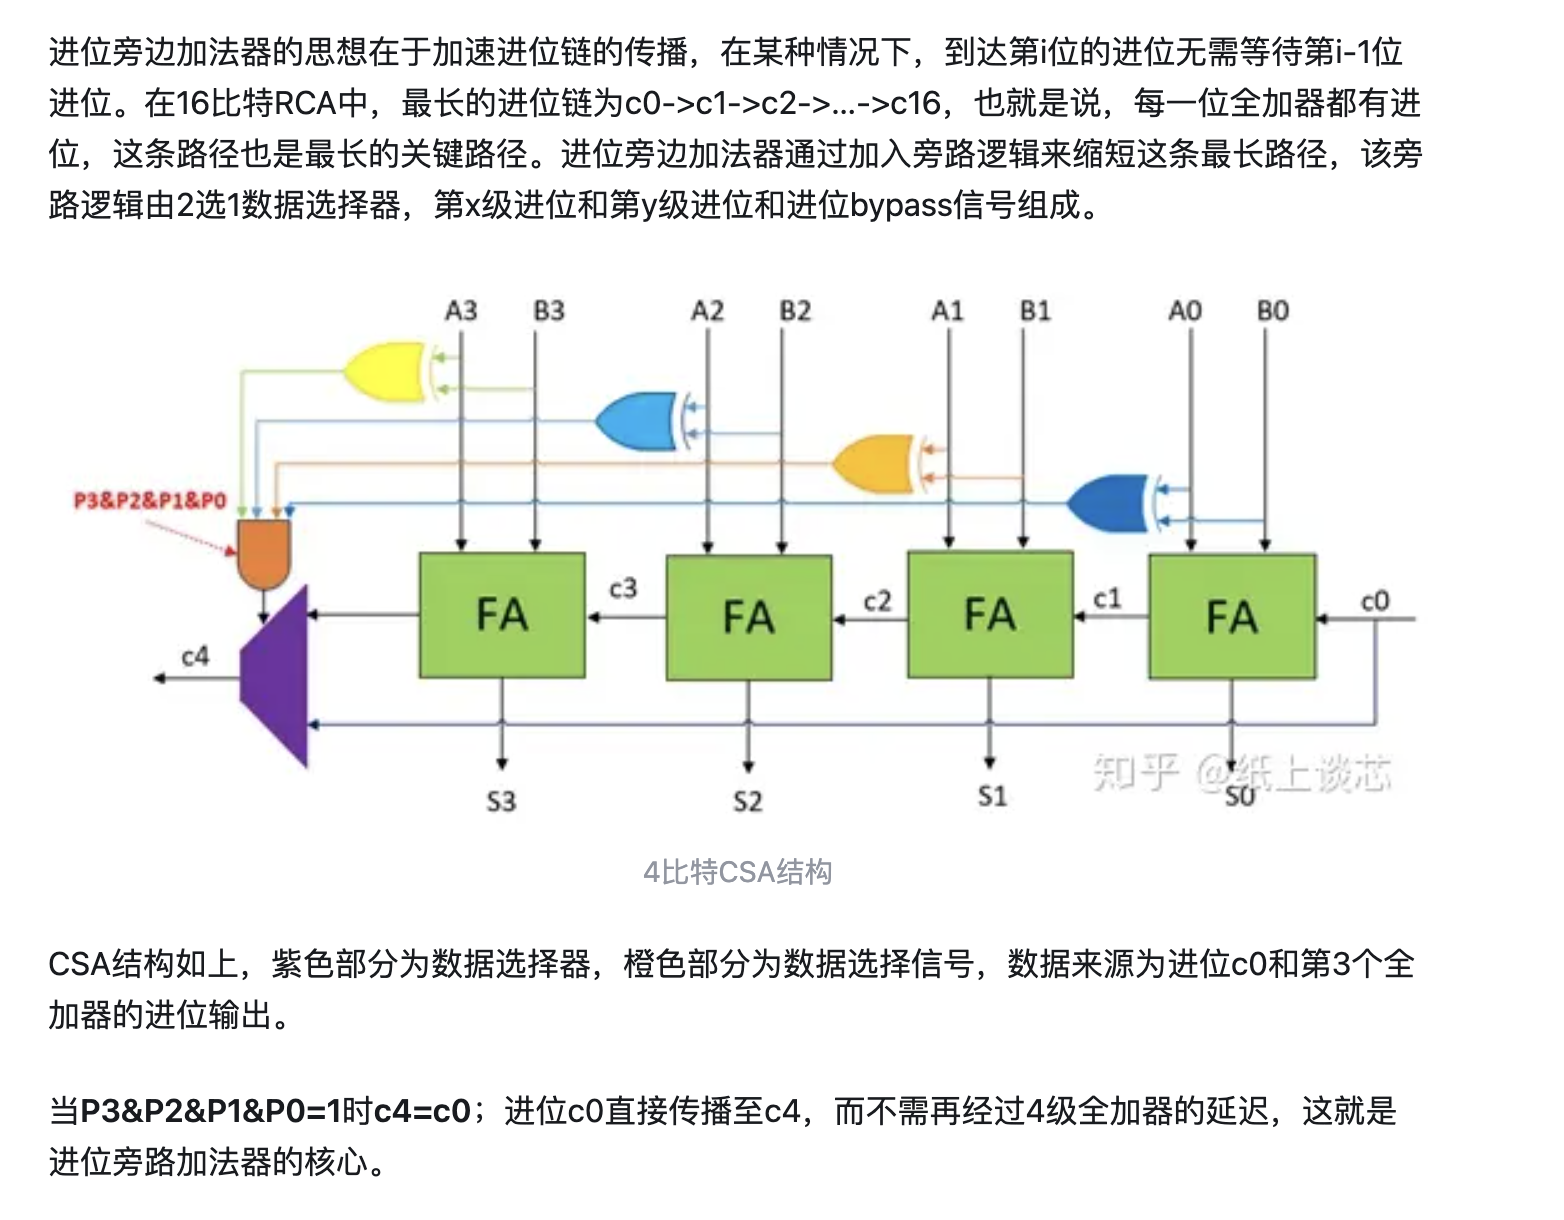 进位旁边加法器的思想在于加速进位链的传播，在某种情况下，到达第i位的进位无需等待第i-1位
进位。在16比特RCA中，最长的进位链为c0->c1->c2->...->c16，也就是说，每一位全加器都有进
位，这条路径也是最长的关键路径。进位旁边加法器通过加入旁路逻辑来缩短这条最长路径，该旁
路逻辑由2选1数据选择器，第x级进位和第y级进位和进位bypass信号组成。
A3 B3 A2 B2 A1 B1 A0 B0
P3&P2&P1&P0
FA c3 FA c2 FA c1 FA c0
c4
知乎 @纸上谈芯
S3 S2 S1 S0
4比特CSA结构
CSA结构如上，紫色部分为数据选择器，橙色部分为数据选择信号，数据来源为进位c0和第3个全
加器的进位输出。
当P3&P2&P1&P0=1时c4=c0；进位c0直接传播至c4，而不需再经过4级全加器的延迟，这就是
进位旁路加法器的核心。